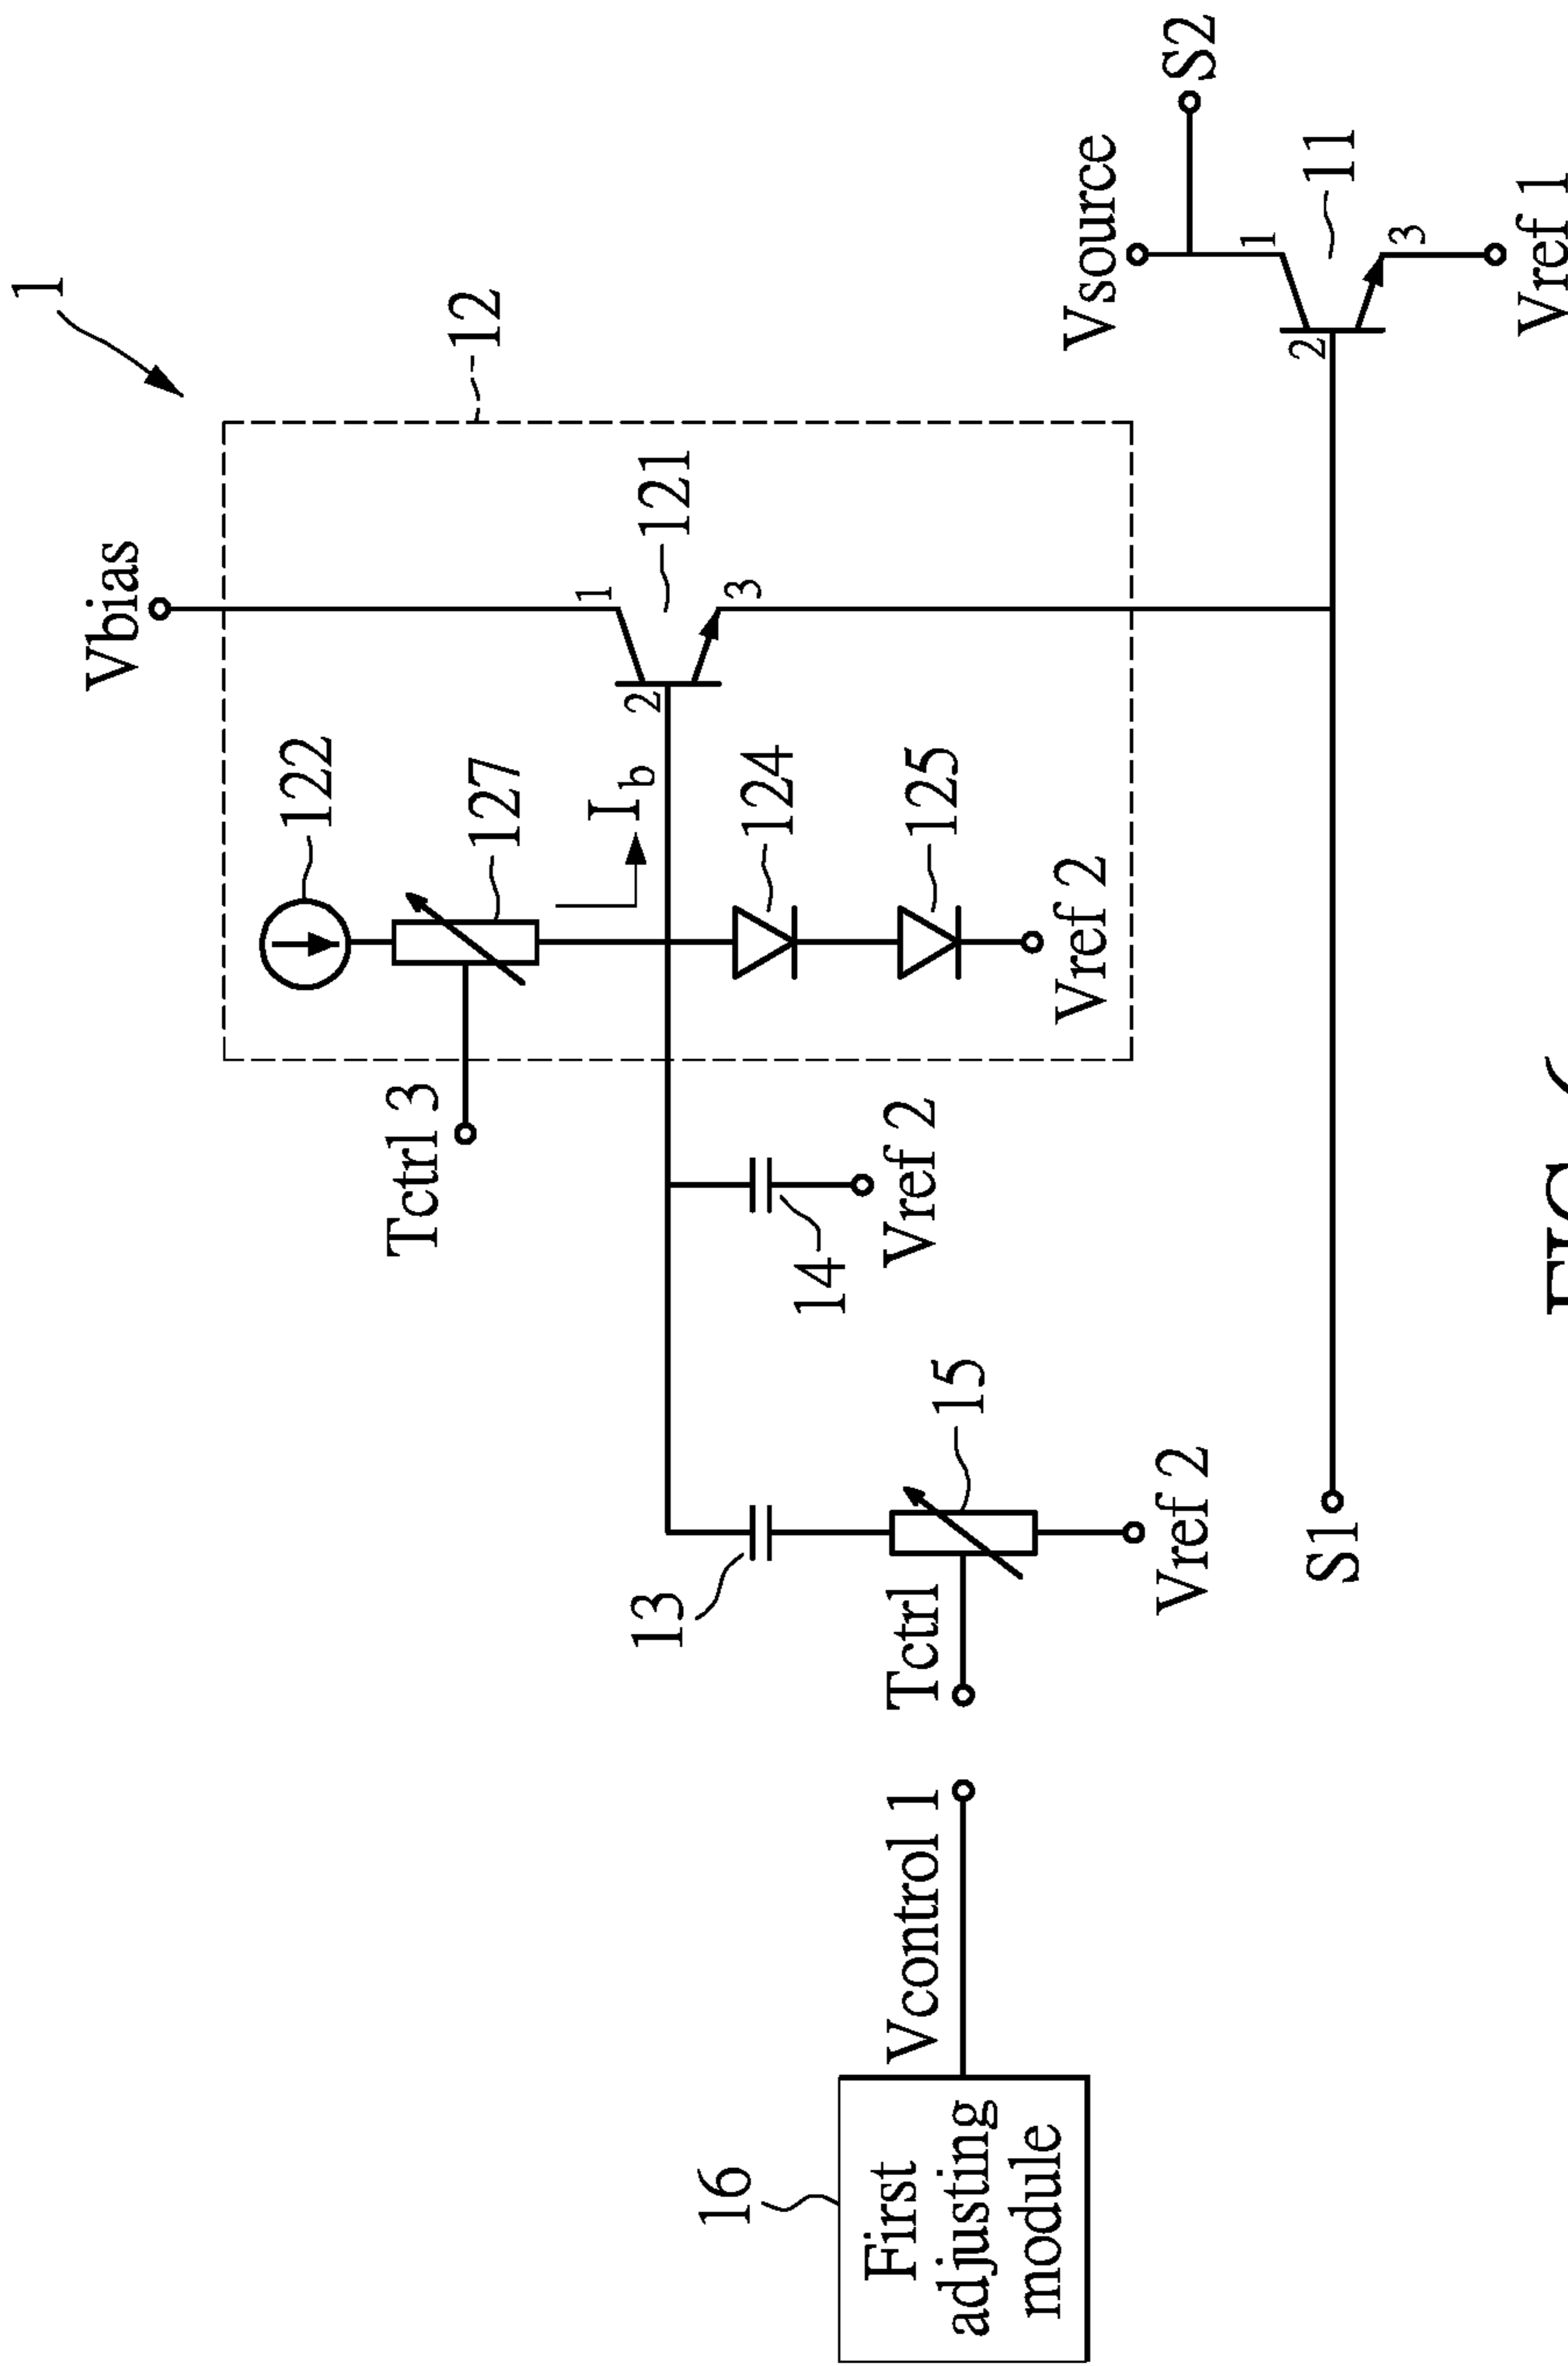 1
Vbias
12
122
127
Tctrl 3
I b
1
2
3
121
124
125
Vref 2
Vsource
S2
1
2
3
11
Vref 1
14
Vref 2
13
15
Tctrl
Vref 2
S1
16
Vcontrol 1
First
adjusting
module